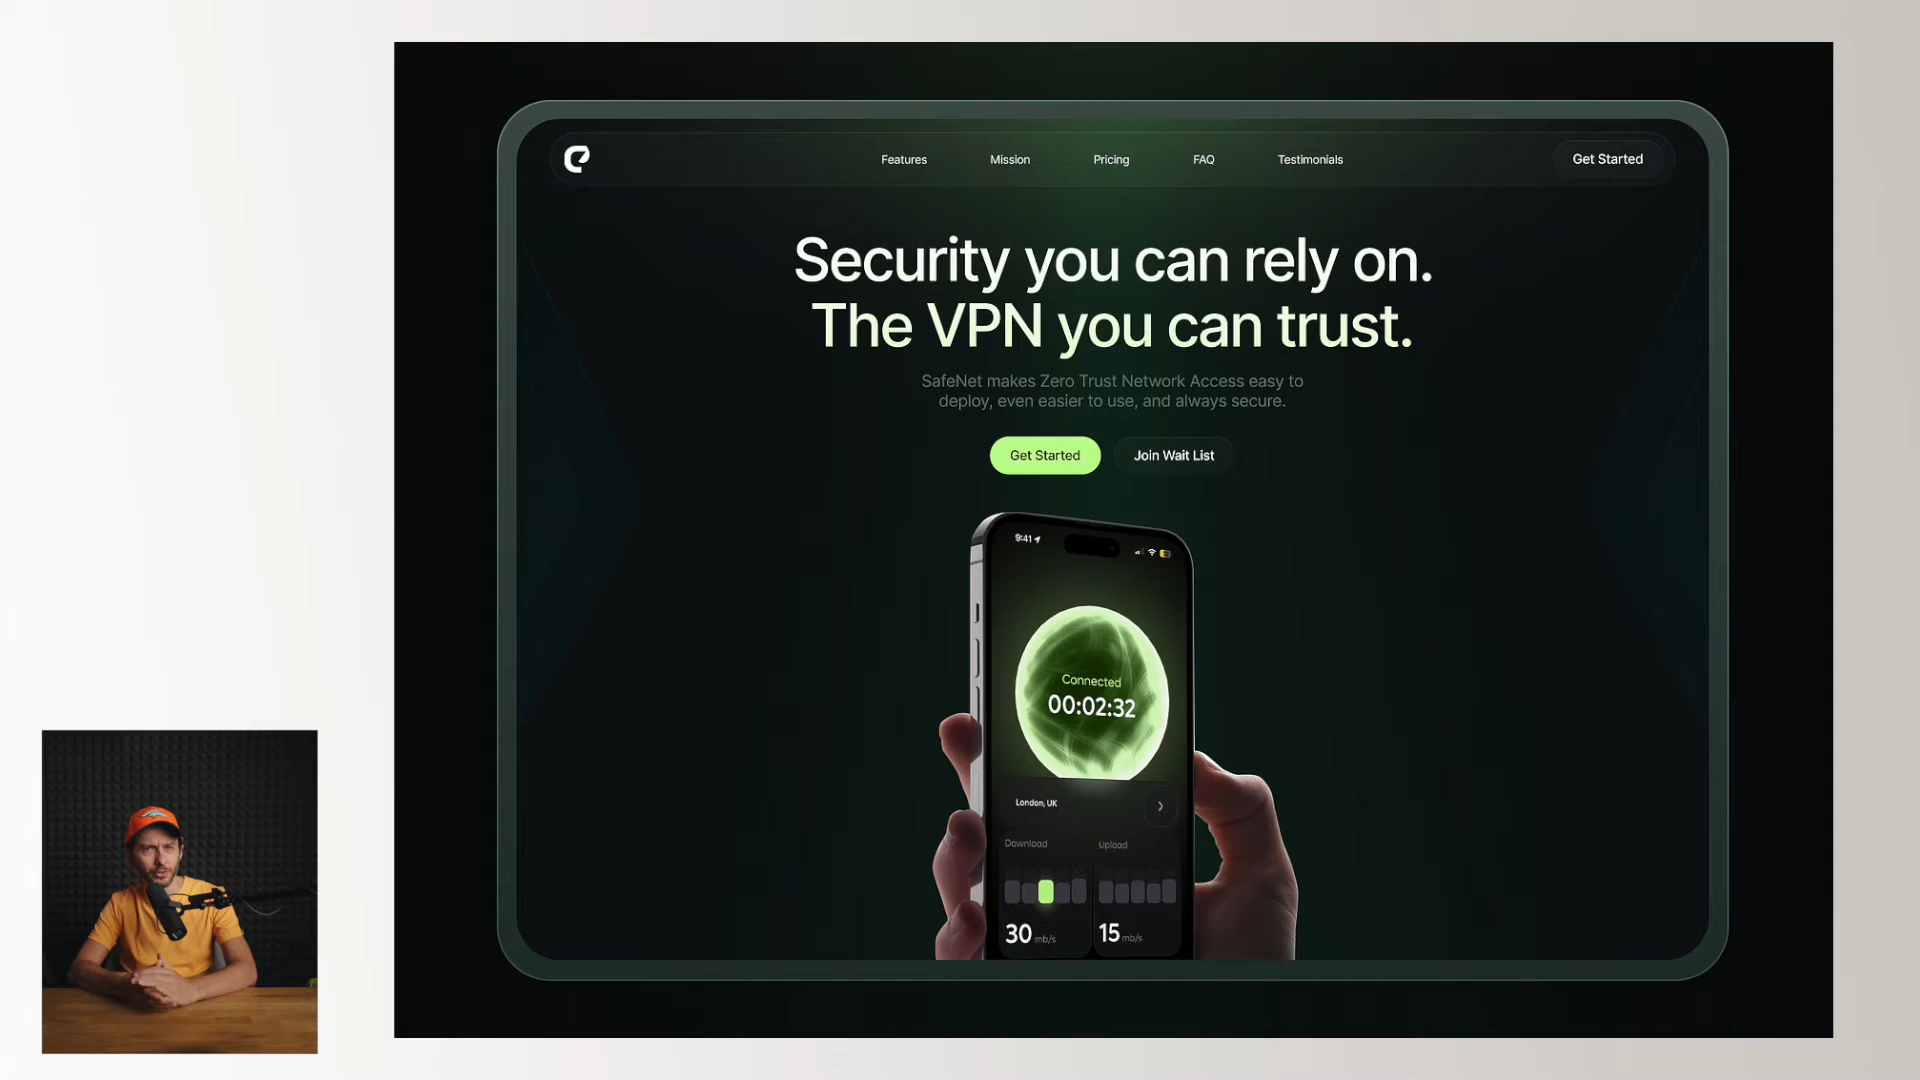 Features
Mission
Pricing
FAQ
Testimonials
Get Started
Security you can rely on.
The VPN you can trust.
SafeNet makes Zero Trust Network Access easy to
deploy, even easier to use, and always secure.
Get Started
Join Wait List
9:41
Connected
00:02:32
London, UK
Download
Upload
30 mb/s
15 mb/s